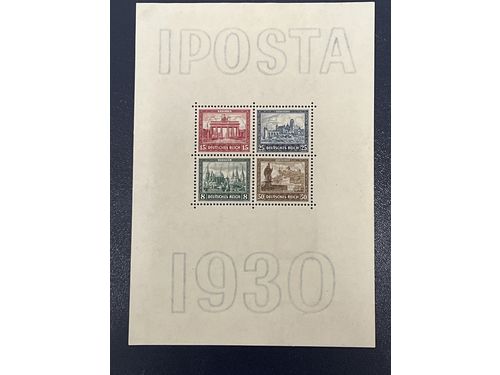 IPOSTA
15 15
DEUTSCHES REICH
25 25
DEUTSCHES REICH
8 8
DEUTSCHES REICH
50 50
DEUTSCHES REICH
1930